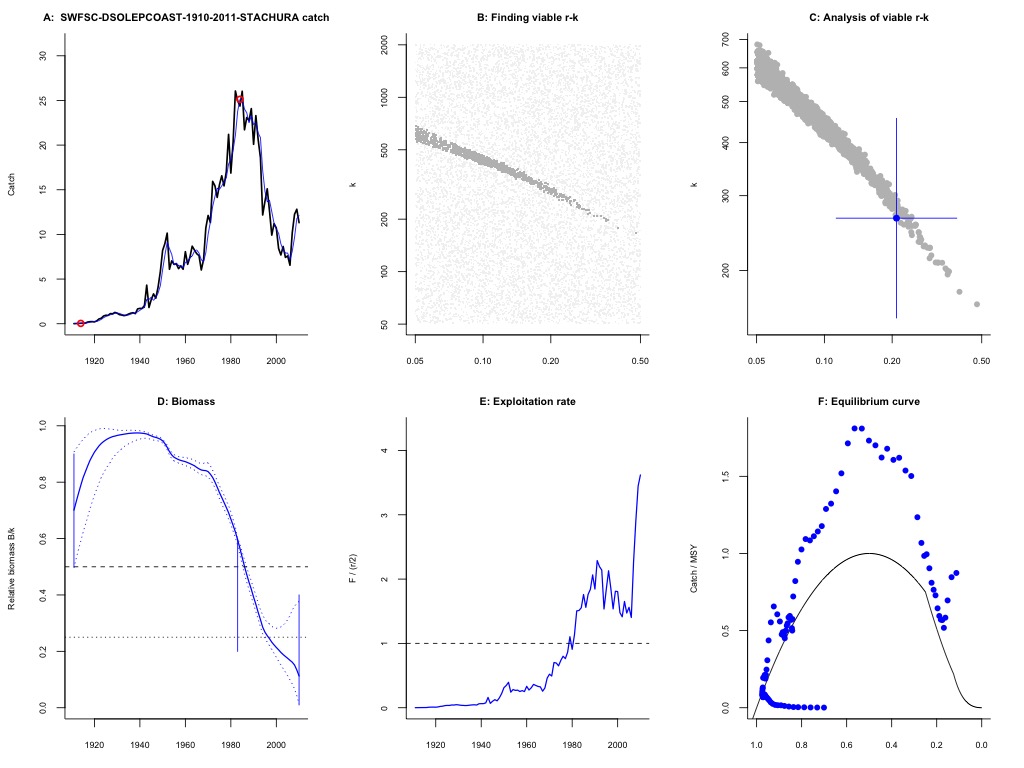 A: SWFSC-DSOLEPCOAST-1910-2011-STACHURA catch
Catch
0 5 10 15 20 25 30
1920 1940 1960 1980 2000
B: Finding viable r-k
k
50 100 200 500 1000 2000
0.05 0.10 0.20 0.50
C: Analysis of viable r-k
k
200 300 400 500 600 700
0.05 0.10 0.20 0.50
D: Biomass
Relative biomass B/k
0.0 0.2 0.4 0.6 0.8 1.0
1920 1940 1960 1980 2000
E: Exploitation rate
F / (r/2)
0 1 2 3 4
1920 1940 1960 1980 2000
F: Equilibrium curve
Catch / MSY
0.0 0.5 1.0 1.5
1.0 0.8 0.6 0.4 0.2 0.0